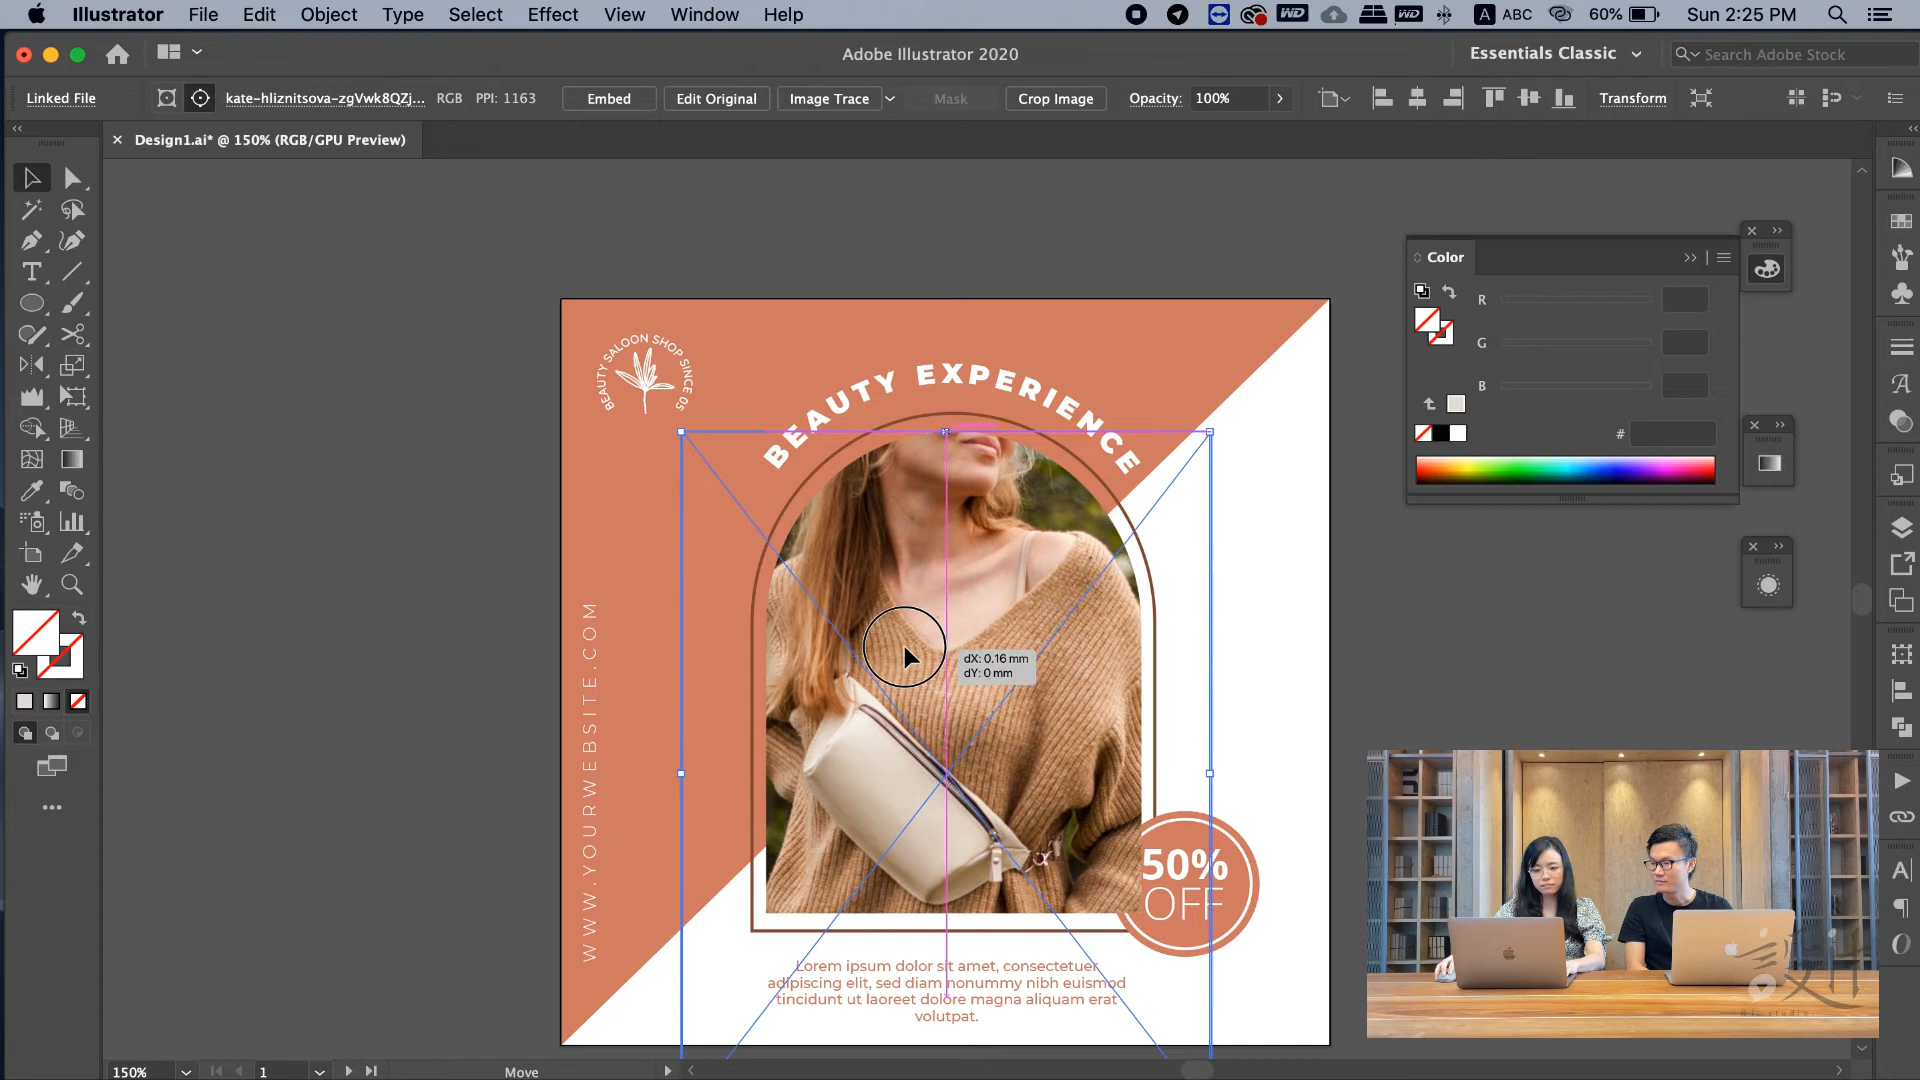 Illustrator File Edit Object Type Select Effect View Window Help
A ABC 60% Sun 2:25 PM
Adobe Illustrator 2020
Essentials Classic
Search Adobe Stock
Linked File
kate-hliznitsova-zgVwk8QZj... RGB PPI: 1163 Embed Edit Original Image Trace Mask Crop Image Opacity: 100% Transform
Design1.ai* @ 150% (RGB/GPU Preview)
Color
R
G
B
#
BEAUTY SALOON SHOP SINCE 05
BEAUTY EXPERIENCE
WWW.YOURWEBSITE.COM
dX: 0.16 mm
dY: 0 mm
50%
OFF
Lorem ipsum dolor sit amet, consectetuer
adipiscing elit, sed diam nonummy nibh euismod
tincidunt ut laoreet dolore magna aliquam erat
volutpat.
150% 1 Move